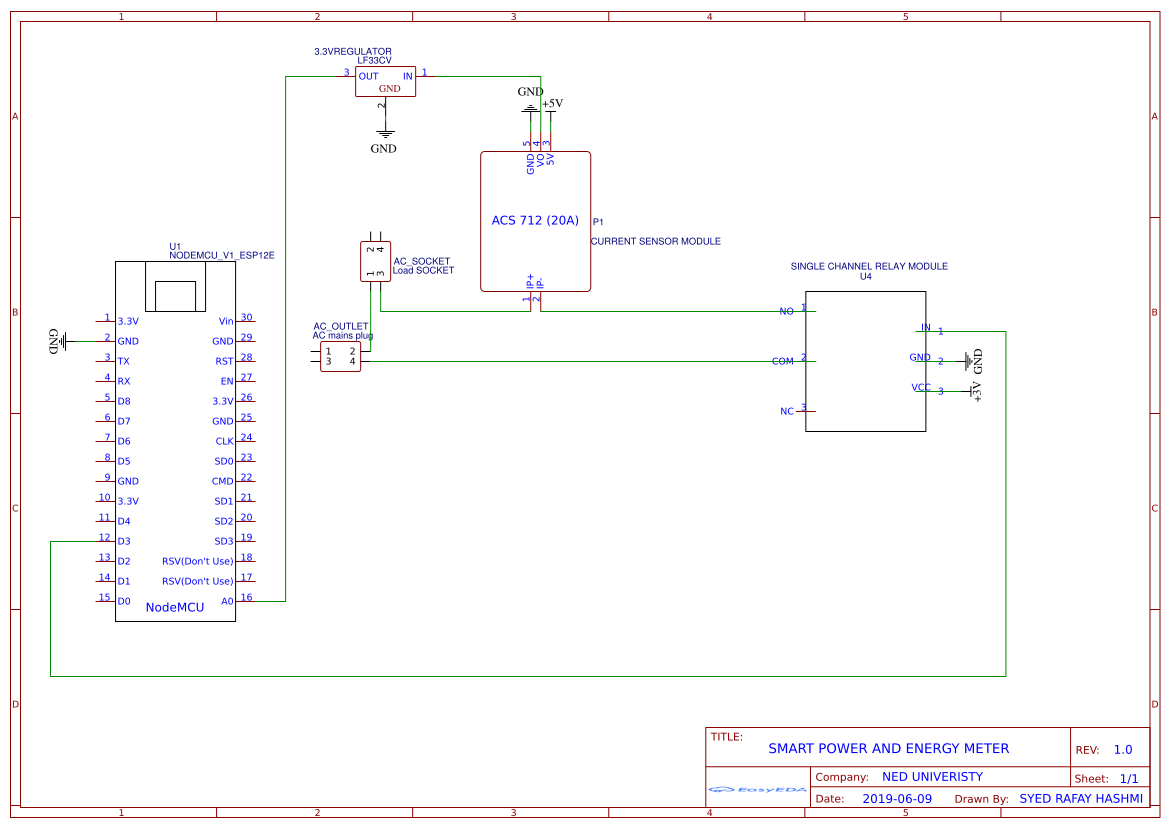 1 2 3 4 5
A A
B B
C C
D D
1 2 3 4 5
3.3VREGULATOR
LF33CV
3 OUT IN 1
GND
2
GND
GND
+5V
5 4 3
GND VO 5V
ACS 712 (20A)
P1
CURRENT SENSOR MODULE
IP+ IP-
1 2
2 4
1 3
AC_SOCKET
Load SOCKET
AC_OUTLET
AC mains plug
1 2
3 4
SINGLE CHANNEL RELAY MODULE
U4
NO 1
COM 2
NC 3
IN 1
GND 2
VCC 3
GND
+3V
U1
NODEMCU_V1_ESP12E
GND
1 3.3V Vin 30
2 GND GND 29
3 TX RST 28
4 RX EN 27
5 D8 3.3V 26
6 D7 GND 25
7 D6 CLK 24
8 D5 SD0 23
9 GND CMD 22
10 3.3V SD1 21
11 D4 SD2 20
12 D3 SD3 19
13 D2 RSV(Don't Use) 18
14 D1 RSV(Don't Use) 17
15 D0 A0 16
NodeMCU
TITLE:
SMART POWER AND ENERGY METER
REV: 1.0
EasyEDA
Company: NED UNIVERISTY
Sheet: 1/1
Date: 2019-06-09 Drawn By: SYED RAFAY HASHMI